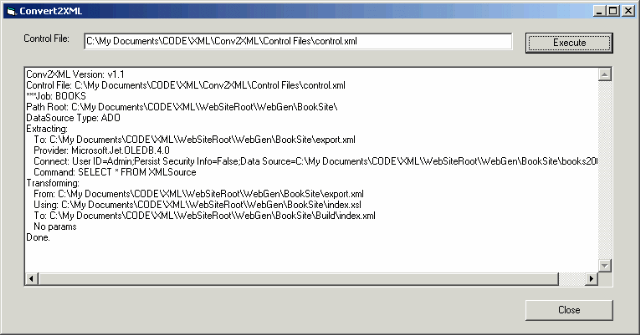 Convert2XML
Control File: C:\My Documents\CODE\XML\Conv2XML\Control Files\control.xml Execute
Conv2XML Version: v1.1
Control File: C:\My Documents\CODE\XML\Conv2XML\Control Files\control.xml
***Job: BOOKS
Path Root: C:\My Documents\CODE\XML\WebSiteRoot\WebGen\BookSite\
DataSource Type: ADO
Extracting:
To: C:\My Documents\CODE\XML\WebSiteRoot\WebGen\BookSite\export.xml
Provider: Microsoft.Jet.OLEDB.4.0
Connect: User ID=Admin;Persist Security Info=False;Data Source=C:\My Documents\CODE\XML\WebSiteRoot\WebGen\BookSite\books20
Command: SELECT * FROM XMLSource
Transforming:
From: C:\My Documents\CODE\XML\WebSiteRoot\WebGen\BookSite\export.xml
Using: C:\My Documents\CODE\XML\WebSiteRoot\WebGen\BookSite\index.xsl
To: C:\My Documents\CODE\XML\WebSiteRoot\WebGen\BookSite\Build\index.xml
No params
Done.
Close